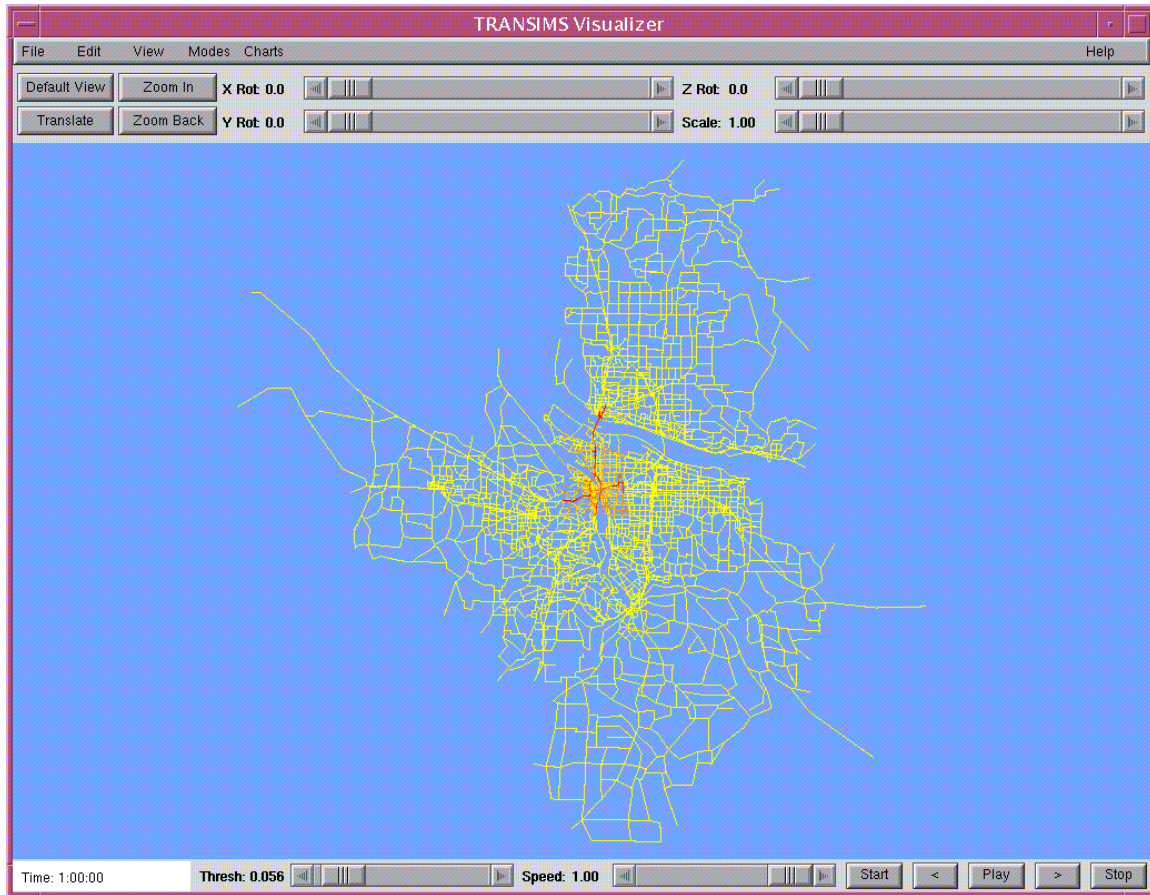 TRANSIMS Visualizer
File Edit View Modes Charts Help
Default View Zoom In X Rot: 0.0 Z Rot: 0.0
Translate Zoom Back Y Rot: 0.0 Scale: 1.00
Time: 1:00:00 Thresh: 0.056 Speed: 1.00 Start < Play > Stop